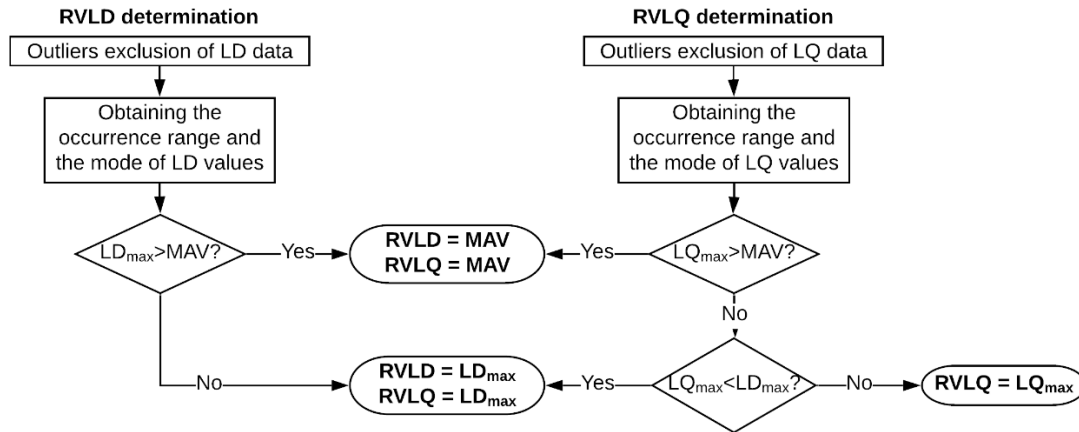 RVLD determination
Outliers exclusion of LD data
Obtaining the
occurrence range and
the mode of LD values
LDmax>MAV?
Yes
RVLD = MAV
RVLQ = MAV
No
RVLD = LDmax
RVLQ = LDmax
RVLQ determination
Outliers exclusion of LQ data
Obtaining the
occurrence range and
the mode of LQ values
LQmax>MAV?
Yes
No
LQmax<LDmax?
Yes
No
RVLQ = LQmax